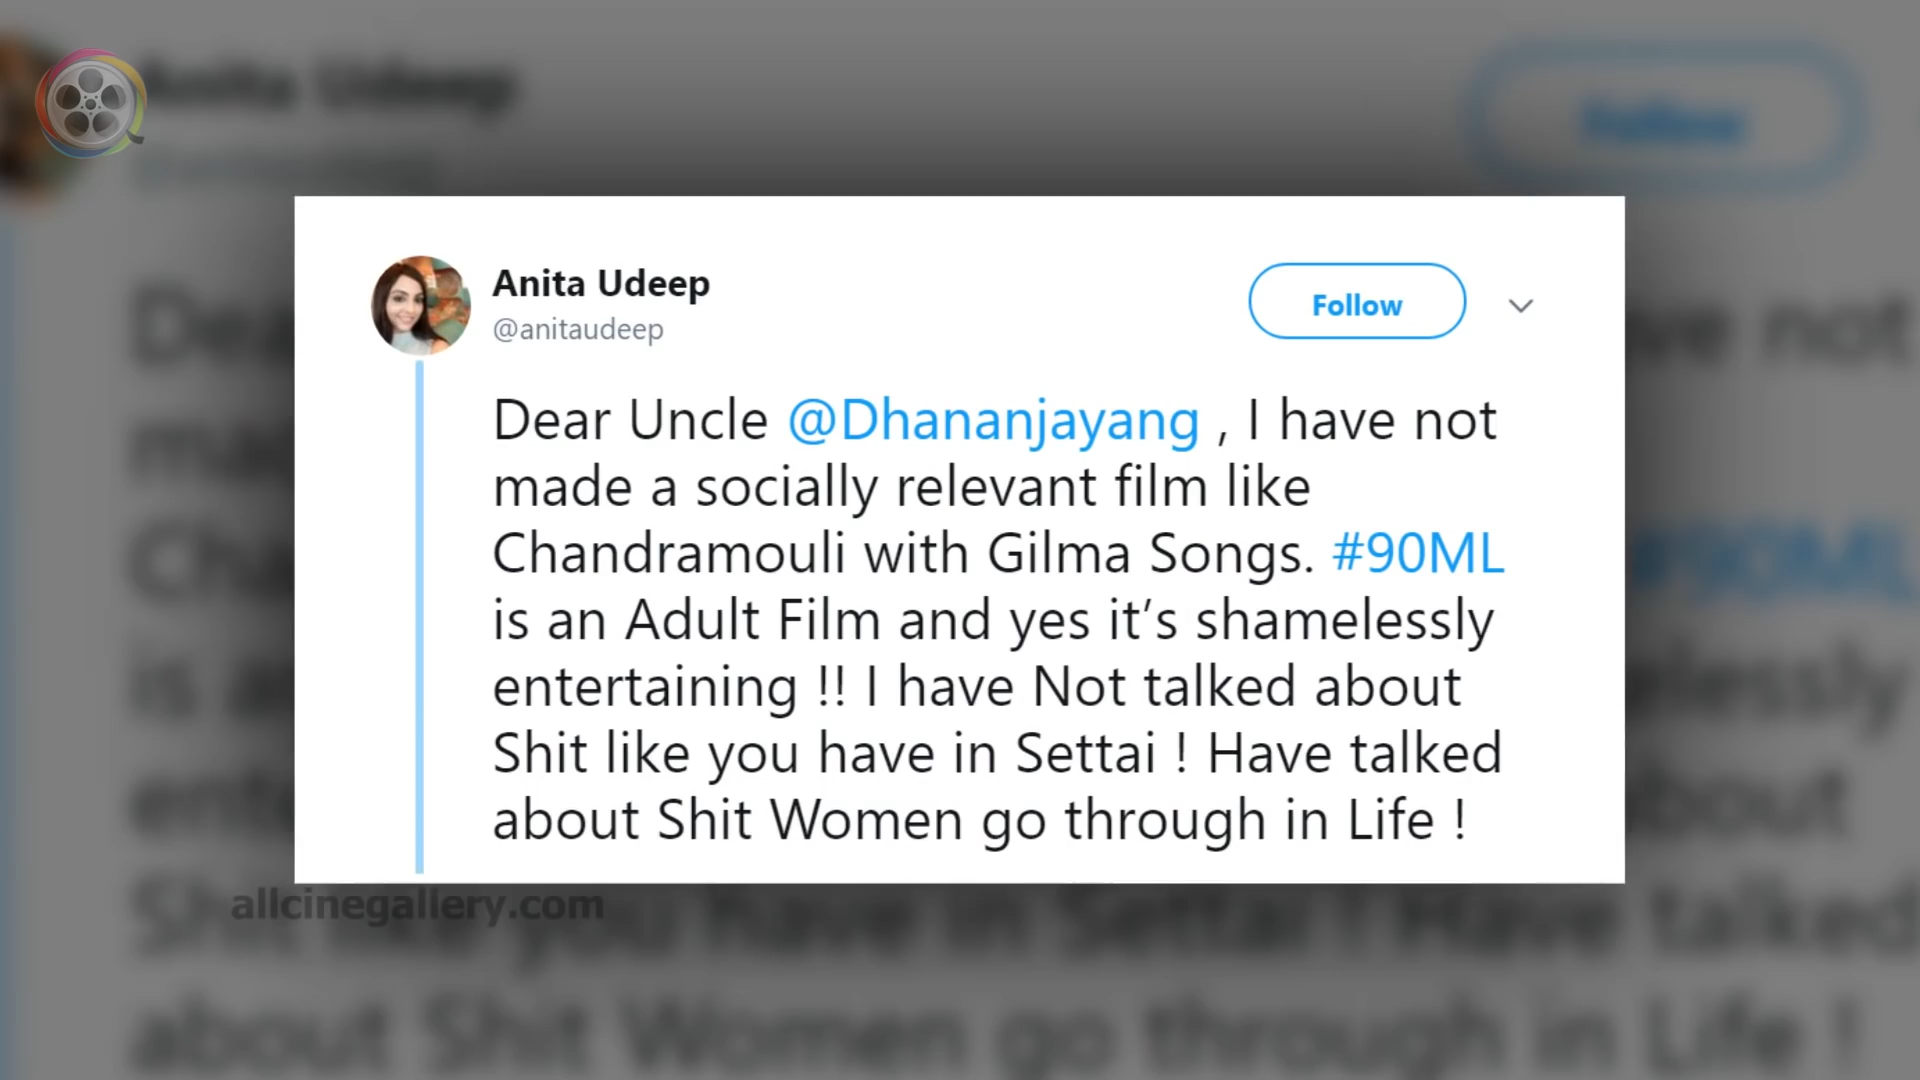 Anita Udeep
@anitaudeep
Follow
Dear Uncle @Dhananjayang , I have not
made a socially relevant film like
Chandramouli with Gilma Songs. #90ML
is an Adult Film and yes it’s shamelessly
entertaining !! I have Not talked about
Shit like you have in Settai ! Have talked
about Shit Women go through in Life !
allcinegallery.com